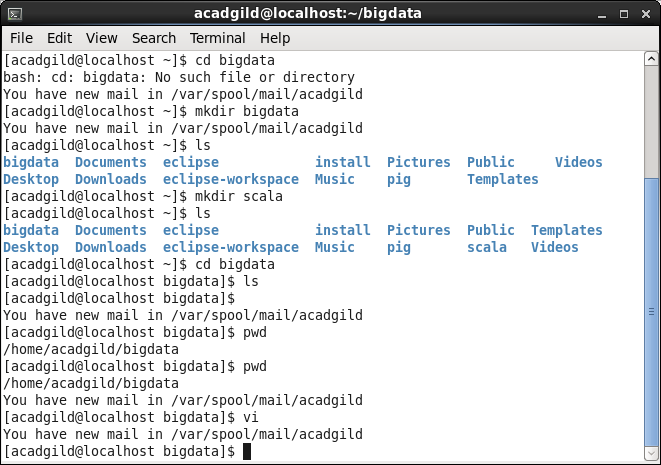 acadgild@localhost:~/bigdata
File Edit View Search Terminal Help
[acadgild@localhost ~]$ cd bigdata
bash: cd: bigdata: No such file or directory
You have new mail in /var/spool/mail/acadgild
[acadgild@localhost ~]$ mkdir bigdata
You have new mail in /var/spool/mail/acadgild
[acadgild@localhost ~]$ ls
bigdata  Documents  eclipse            install  Pictures  Public     Videos
Desktop  Downloads  eclipse-workspace  Music    pig       Templates
[acadgild@localhost ~]$ mkdir scala
[acadgild@localhost ~]$ ls
bigdata  Documents  eclipse            install  Pictures  Public  Templates
Desktop  Downloads  eclipse-workspace  Music    pig       scala   Videos
[acadgild@localhost ~]$ cd bigdata
[acadgild@localhost bigdata]$ ls
[acadgild@localhost bigdata]$
You have new mail in /var/spool/mail/acadgild
[acadgild@localhost bigdata]$ pwd
/home/acadgild/bigdata
[acadgild@localhost bigdata]$ pwd
/home/acadgild/bigdata
You have new mail in /var/spool/mail/acadgild
[acadgild@localhost bigdata]$ vi
You have new mail in /var/spool/mail/acadgild
[acadgild@localhost bigdata]$